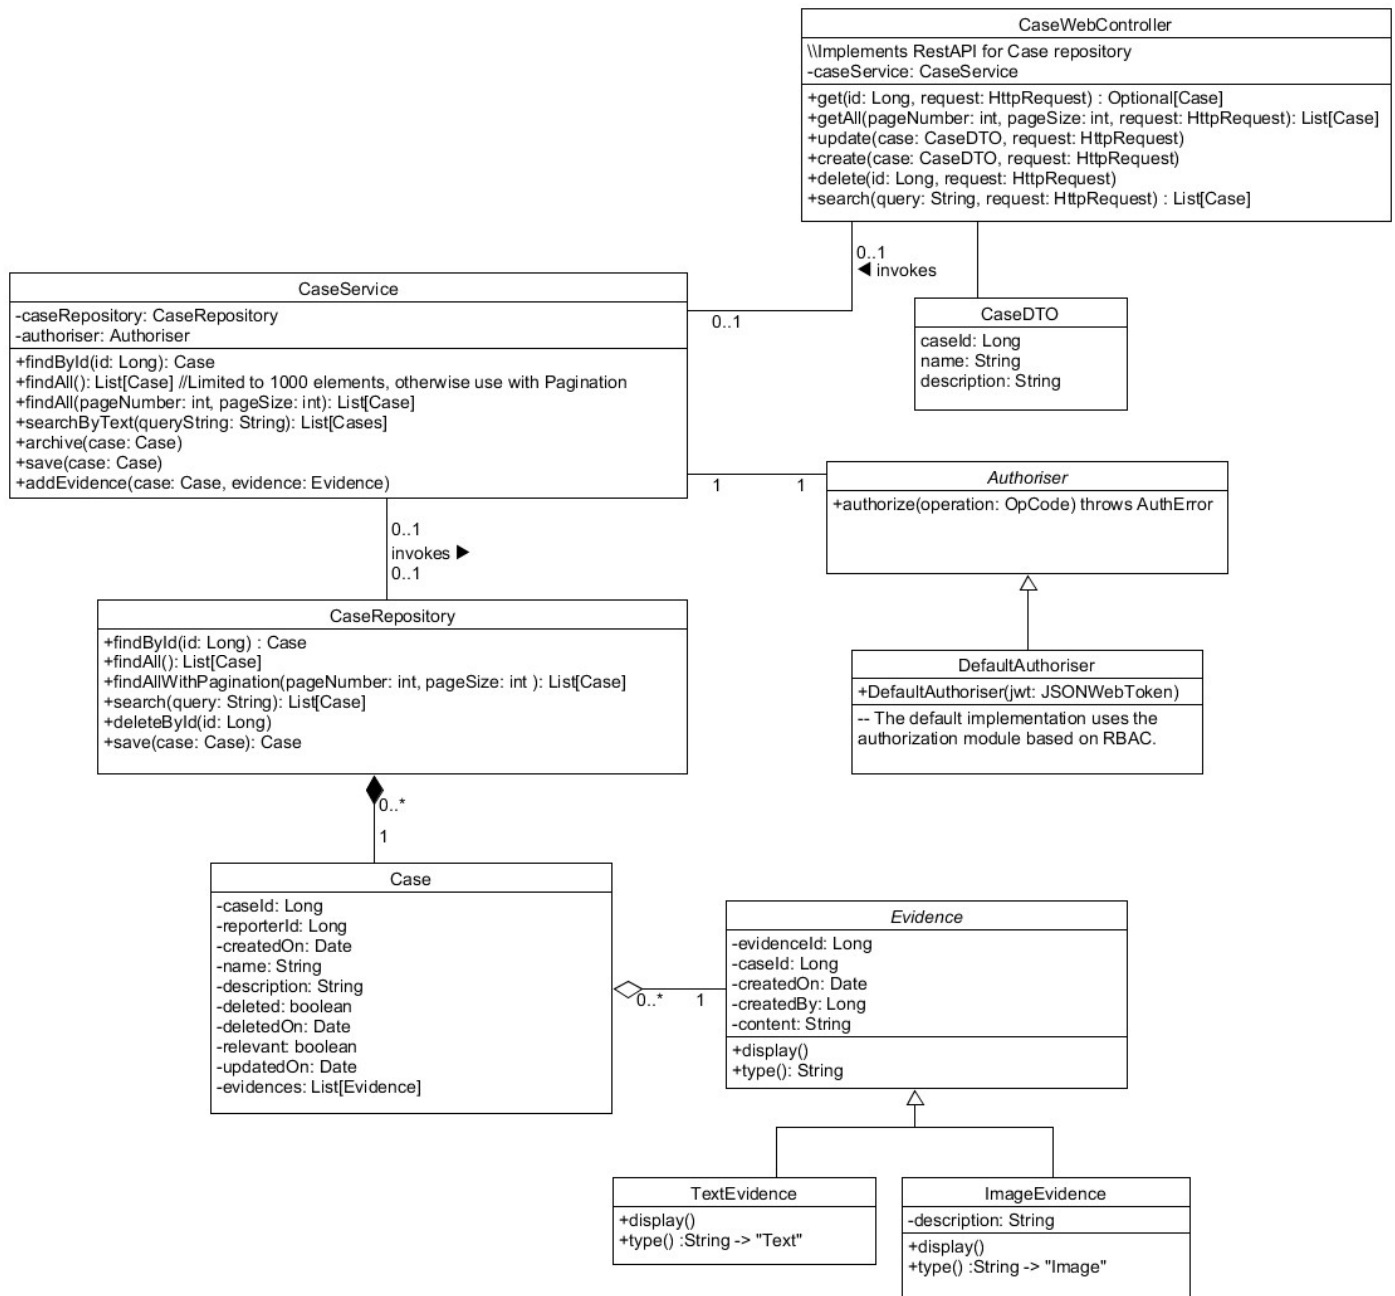 CaseWebController
\\Implements RestAPI for Case repository
-caseService: CaseService
+get(id: Long, request: HttpRequest) : Optional[Case]
+getAll(pageNumber: int, pageSize: int, request: HttpRequest): List[Case]
+update(case: CaseDTO, request: HttpRequest)
+create(case: CaseDTO, request: HttpRequest)
+delete(id: Long, request: HttpRequest)
+search(query: String, request: HttpRequest) : List[Case]
0..1
◀ invokes
0..1
CaseService
-caseRepository: CaseRepository
-authoriser: Authoriser
+findById(id: Long): Case
+findAll(): List[Case] //Limited to 1000 elements, otherwise use with Pagination
+findAll(pageNumber: int, pageSize: int): List[Case]
+searchByText(queryString: String): List[Cases]
+archive(case: Case)
+save(case: Case)
+addEvidence(case: Case, evidence: Evidence)
CaseDTO
caseId: Long
name: String
description: String
1
1
Authoriser
+authorize(operation: OpCode) throws AuthError
0..1
invokes ▶
0..1
CaseRepository
+findById(id: Long) : Case
+findAll(): List[Case]
+findAllWithPagination(pageNumber: int, pageSize: int ): List[Case]
+search(query: String): List[Case]
+deleteById(id: Long)
+save(case: Case): Case
DefaultAuthoriser
+DefaultAuthoriser(jwt: JSONWebToken)
-- The default implementation uses the
authorization module based on RBAC.
0..*
1
Case
-caseId: Long
-reporterId: Long
-createdOn: Date
-name: String
-description: String
-deleted: boolean
-deletedOn: Date
-relevant: boolean
-updatedOn: Date
-evidences: List[Evidence]
0..*
1
Evidence
-evidenceId: Long
-caseId: Long
-createdOn: Date
-createdBy: Long
-content: String
+display()
+type(): String
TextEvidence
+display()
+type() :String -> "Text"
ImageEvidence
-description: String
+display()
+type() :String -> "Image"